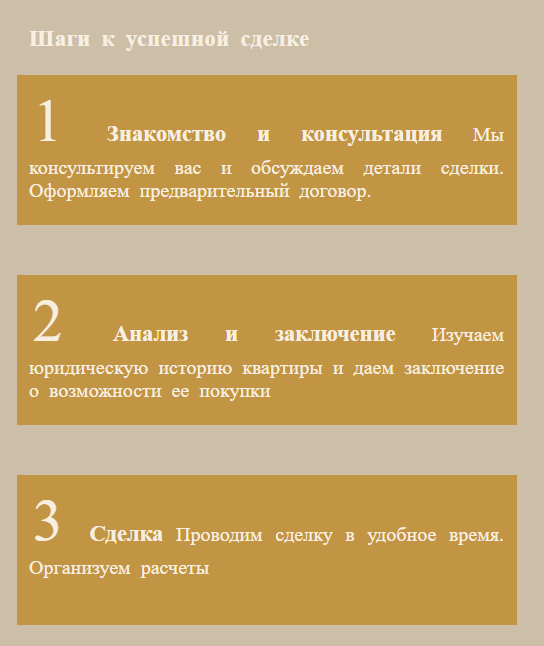 Шаги к успешной сделке
1 Знакомство и консультация Мы
консультируем вас и обсуждаем детали сделки.
Оформляем предварительный договор.
2 Анализ и заключение Изучаем
юридическую историю квартиры и даем заключение
о возможности ее покупки
3 Сделка Проводим сделку в удобное время.
Организуем расчеты